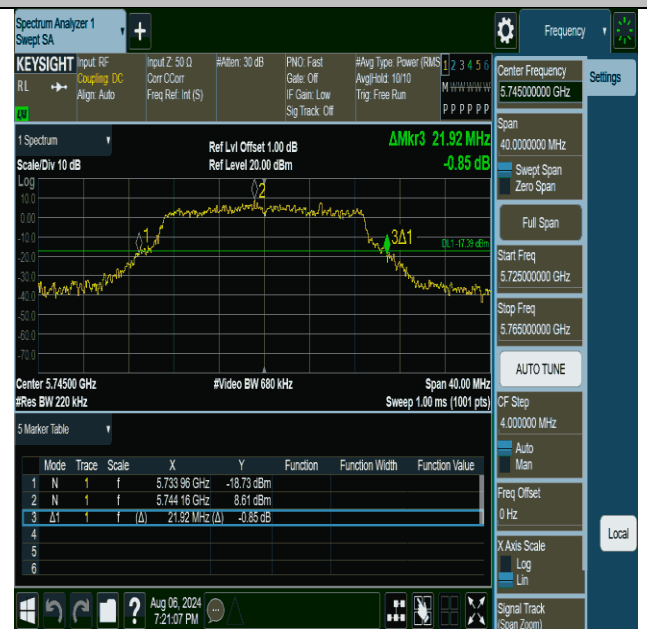 Spectrum Analyzer 1
Swept SA
+
Frequency
KEYSIGHT
RL
LXI
Input: RF
Coupling: DC
Align: Auto
Input Z: 50 Ω
Corr CCorr
Freq Ref: Int (S)
#Atten: 30 dB
PNO: Fast
Gate: Off
IF Gain: Low
Sig Track: Off
#Avg Type: Power (RMS
Avg|Hold: 10/10
Trig: Free Run
1 2 3 4 5 6
M W W W W W
P P P P P P
1 Spectrum
Scale/Div 10 dB
Log
Ref Lvl Offset 1.00 dB
Ref Level 20.00 dBm
ΔMkr3 21.92 MHz
-0.85 dB
10.0
0.00
-10.0
-20.0
-30.0
-40.0
-50.0
-60.0
-70.0
1
2
3Δ1
DL1 -17.39 dBm
Center 5.74500 GHz
#Res BW 220 kHz
#Video BW 680 kHz
Span 40.00 MHz
Sweep 1.00 ms (1001 pts)
5 Marker Table
Mode Trace Scale X Y Function Function Width Function Value
1 N 1 f 5.733 96 GHz -18.73 dBm
2 N 1 f 5.744 16 GHz 8.61 dBm
3 Δ1 1 f (Δ) 21.92 MHz (Δ) -0.85 dB
4
5
6
Aug 06, 2024
7:21:07 PM
?
Center Frequency
5.745000000 GHz
Span
40.0000000 MHz
Swept Span
Zero Span
Full Span
Start Freq
5.725000000 GHz
Stop Freq
5.765000000 GHz
AUTO TUNE
CF Step
4.000000 MHz
Auto
Man
Freq Offset
0 Hz
X Axis Scale
Log
Lin
Signal Track
(Span Zoom)
Settings
Local